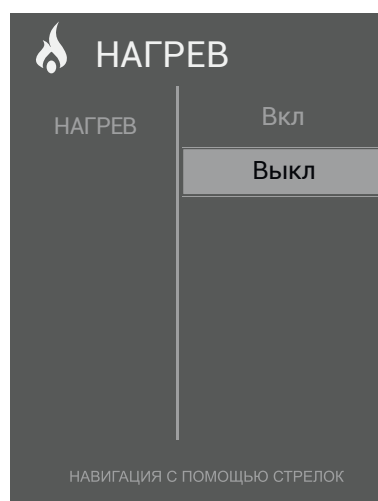 НАГРЕВ
НАГРЕВ
Вкл
Выкл
НАВИГАЦИЯ С ПОМОЩЬЮ СТРЕЛОК